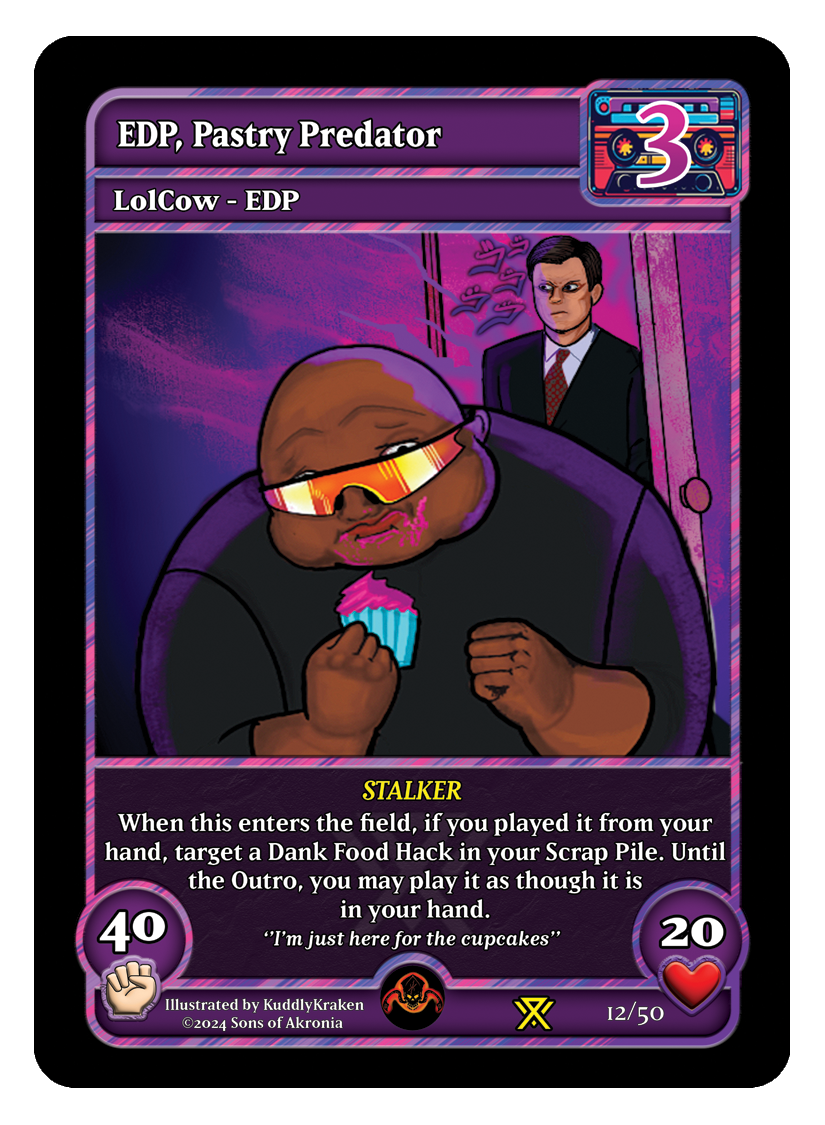 EDP, Pastry Predator
3
LolCow - EDP
STALKER
When this enters the field, if you played it from your
hand, target a Dank Food Hack in your Scrap Pile. Until
the Outro, you may play it as though it is
in your hand.
40
20
‘’I'm just here for the cupcakes’’
Illustrated by KuddlyKraken
©2024 Sons of Akronia
12/50